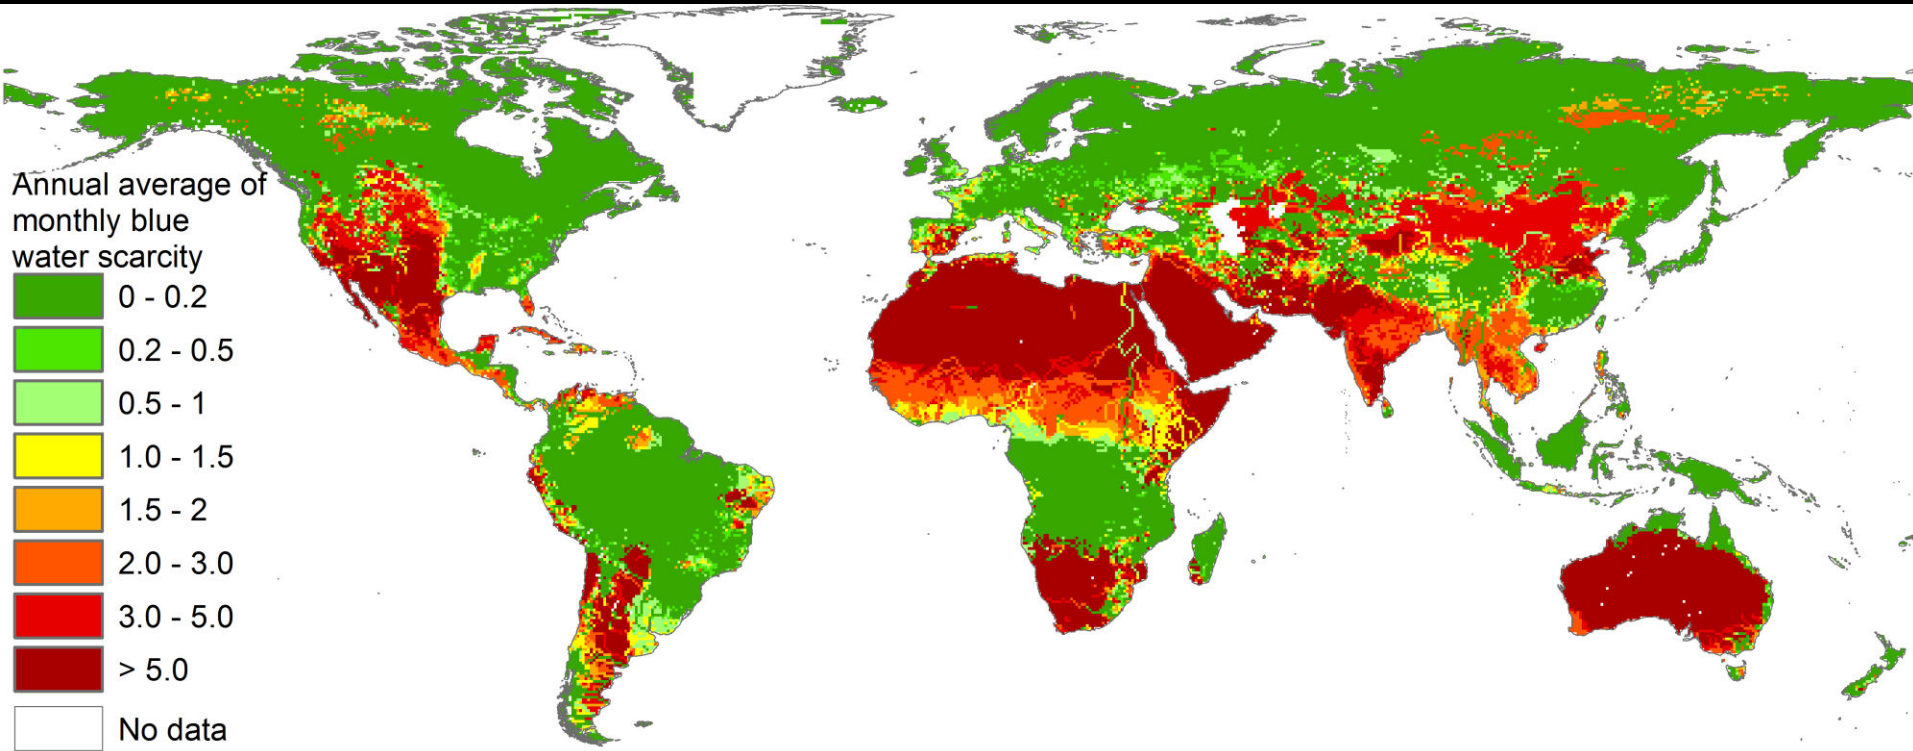 Annual average of
monthly blue
water scarcity
0 - 0.2
0.2 - 0.5
0.5 - 1
1.0 - 1.5
1.5 - 2
2.0 - 3.0
3.0 - 5.0
> 5.0
No data